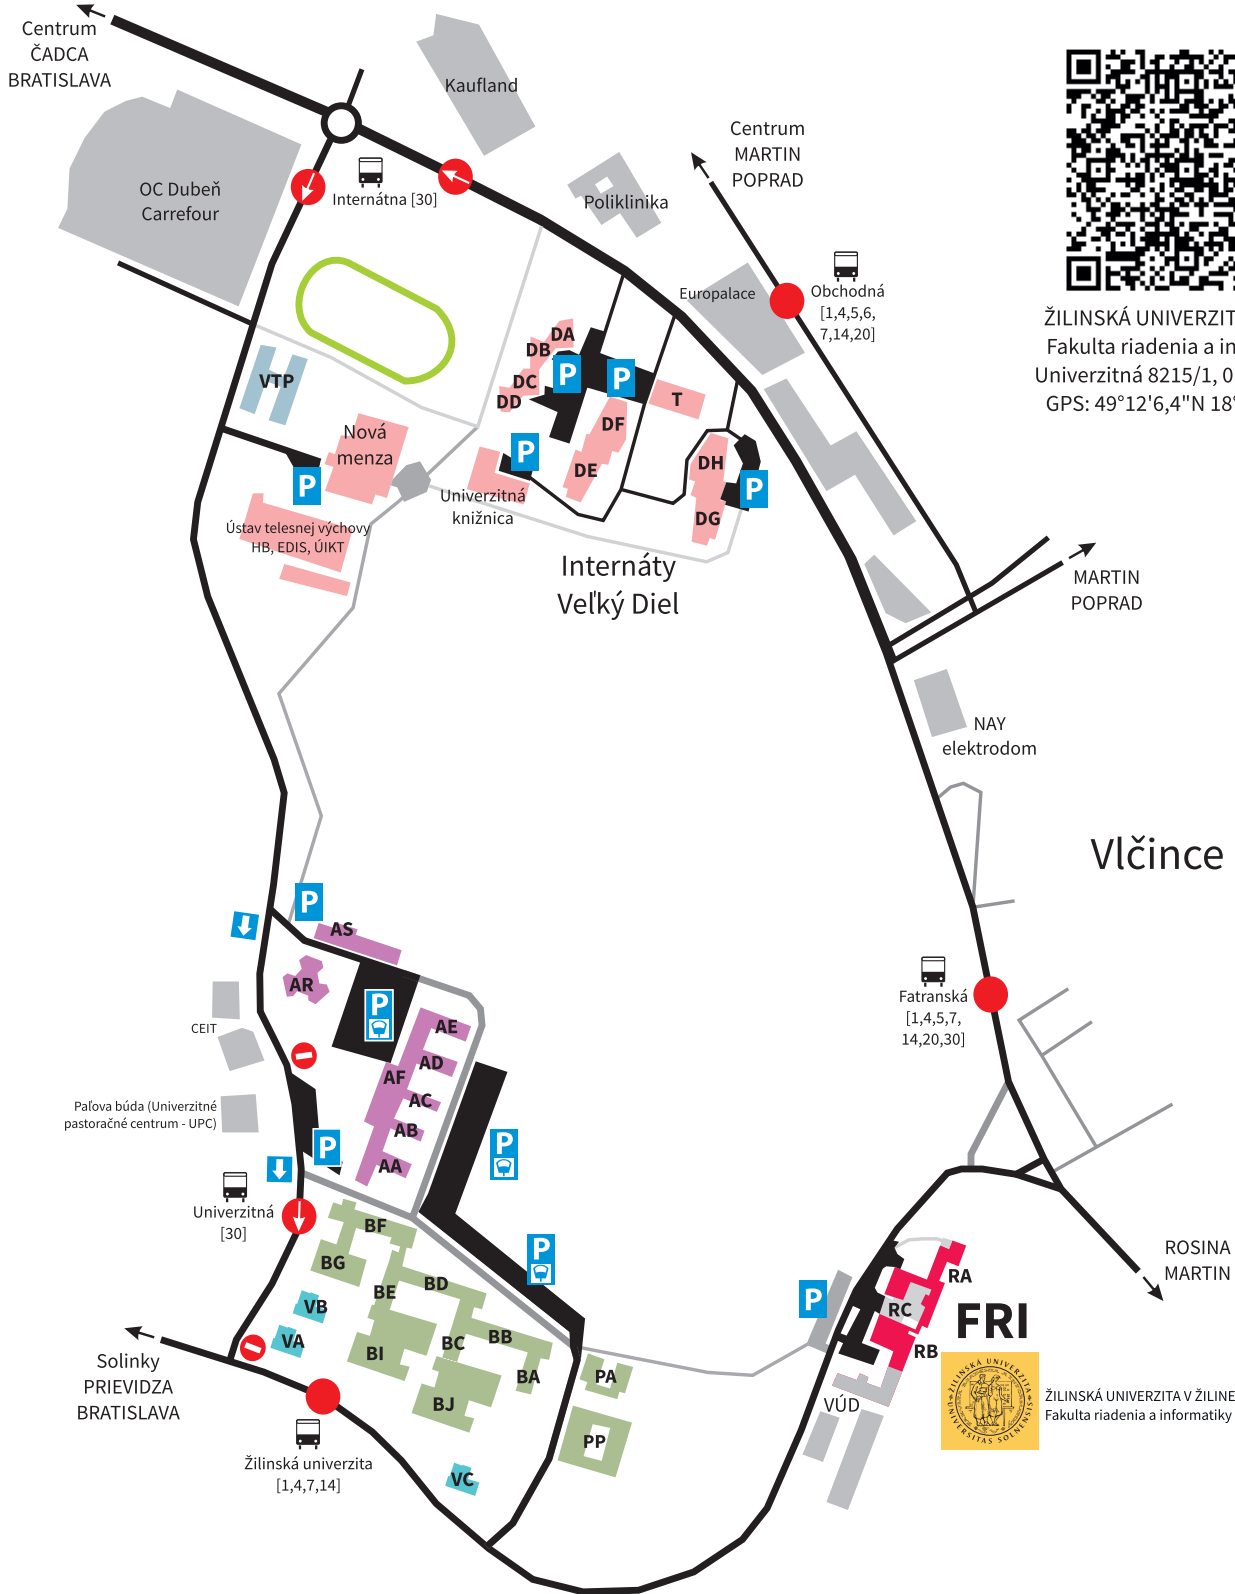 Centrum
ČADCA
BRATISLAVA
Kaufland
Centrum
MARTIN
POPRAD
OC Dubeň
Carrefour
Internátna [30]
Poliklinika
Europalace
Obchodná
[1,4,5,6,
7,14,20]
ŽILINSKÁ UNIVERZIT
Fakulta riadenia a in
Univerzitná 8215/1, 0
GPS: 49°12'6,4"N 18°
DA
DB
DC
DD
P
P
VTP
T
DF
DE
Nová
menza
P
P
DH
P
DG
Univerzitná
knižnica
Ústav telesnej výchovy
HB, EDIS, ÚIKT
Internáty
Veľký Diel
MARTIN
POPRAD
NAY
elektrodom
Vlčince
P
AS
AR
P
CEIT
AE
AD
AF
AC
AB
AA
Fatranská
[1,4,5,7,
14,20,30]
Paľova búda (Univerzitné
pastoračné centrum - UPC)
P
P
Univerzitná
[30]
BF
BG
BE
BD
P
VB
VA
BI
BC
BB
BA
BJ
PA
PP
VC
P
RA
RC
RB
FRI
ROSINA
MARTIN
Solinky
PRIEVIDZA
BRATISLAVA
VÚD
ŽILINSKÁ UNIVERZITA
UNIVERSITAS SOLNENSIS
ŽILINSKÁ UNIVERZITA V ŽILINE
Fakulta riadenia a informatiky
Žilinská univerzita
[1,4,7,14]